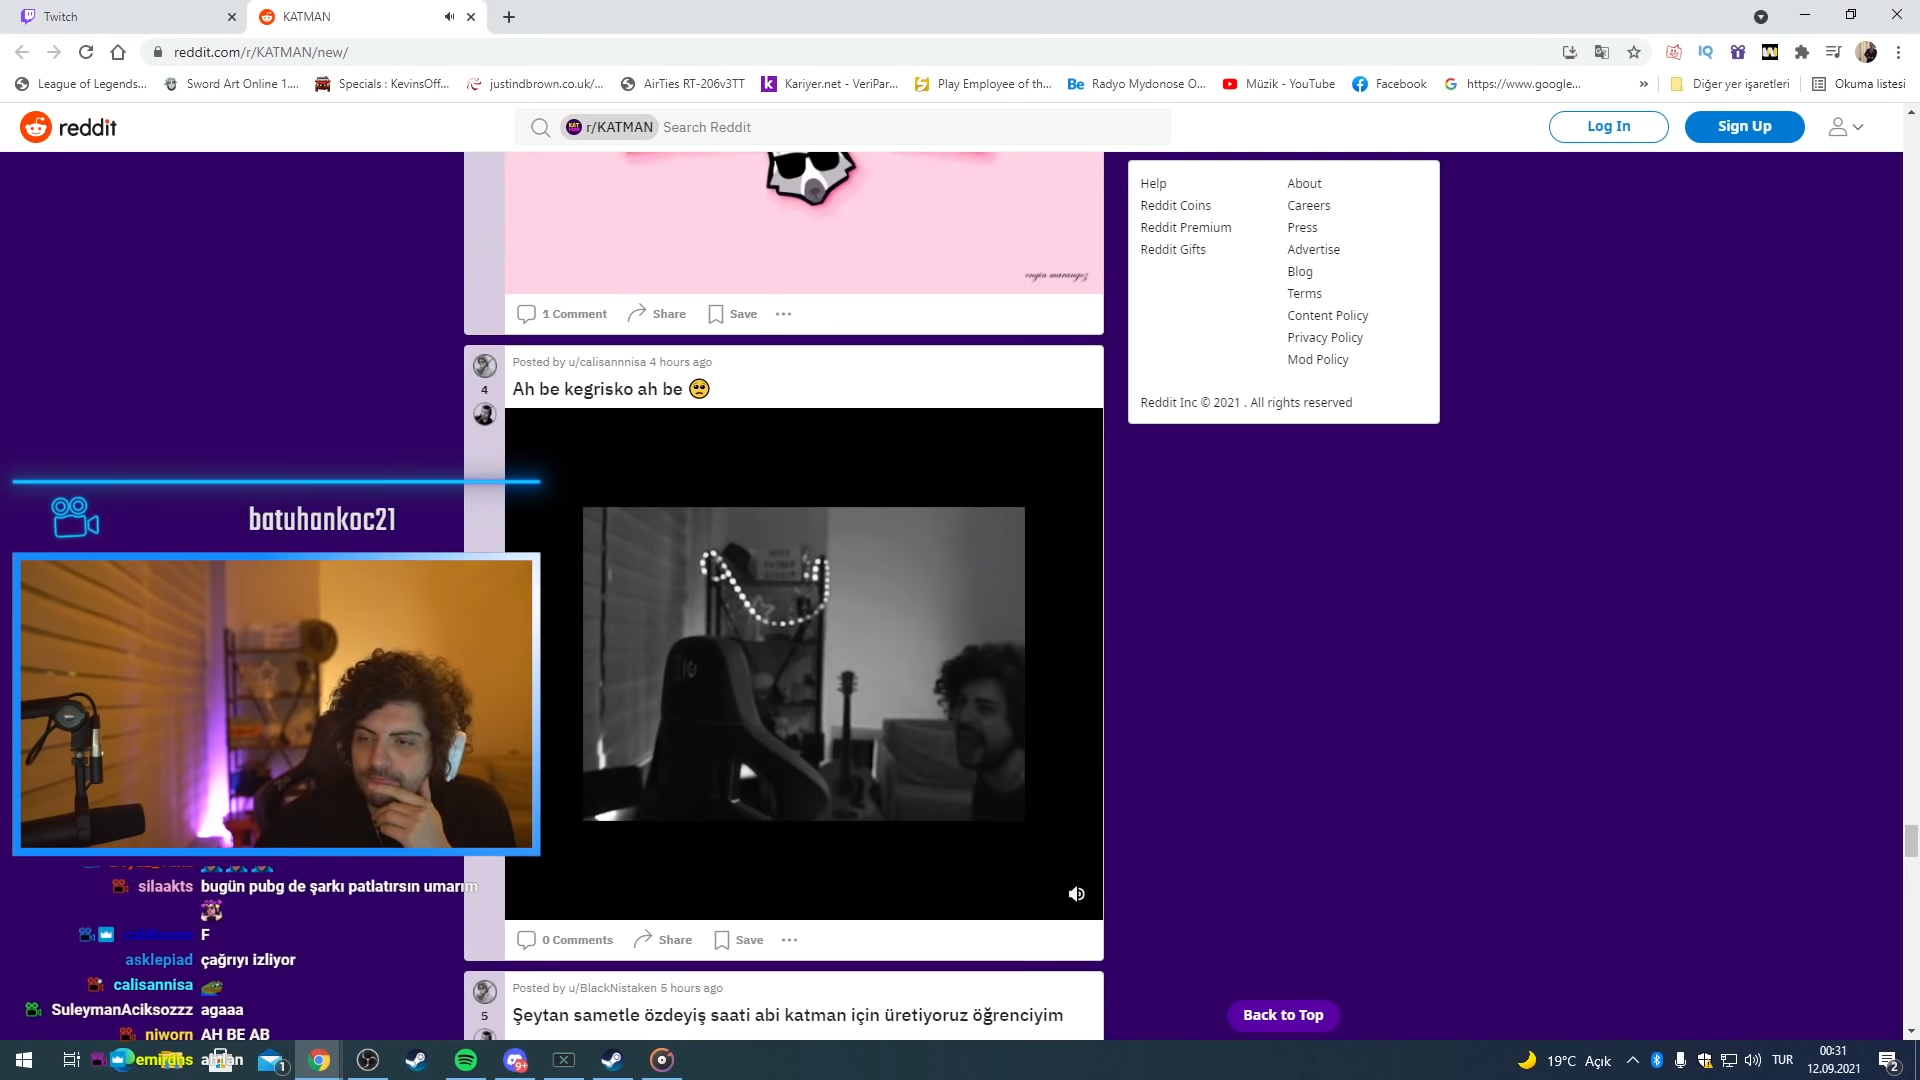 Twitch
KATMAN
reddit.com/r/KATMAN/new/
League of Legends...
Sword Art Online 1....
Specials : KevinsOff...
justindbrown.co.uk/...
AirTies RT-206v3TT
Kariyer.net - VeriPar...
Play Employee of th...
Be Radyo Mydonose O...
Müzik - YouTube
Facebook
https://www.google...
»
Diğer yer işaretleri
Okuma listesi
reddit
r/KATMAN Search Reddit
Log In
Sign Up
engin marangoz
1 Comment Share Save
Help
Reddit Coins
Reddit Premium
Reddit Gifts
About
Careers
Press
Advertise
Blog
Terms
Content Policy
Privacy Policy
Mod Policy
Reddit Inc © 2021 . All rights reserved
Posted by u/calisannnisa 4 hours ago
4
Ah be kegrisko ah be 🥺
batuhankoc21
0 Comments Share Save
silaakts bugün pubg de şarkı patlatırsın umarım
F
asklepiad çağrıyı izliyor
calisannisa
SuleymanAciksozzz agaaa
niworn AH BE AB
Posted by u/BlackNistaken 5 hours ago
5
Şeytan sametle özdeyiş saati abi katman için üretiyoruz öğrenciyim
Back to Top
1
9+
19°C Açık
TUR
00:31
12.09.2021
2